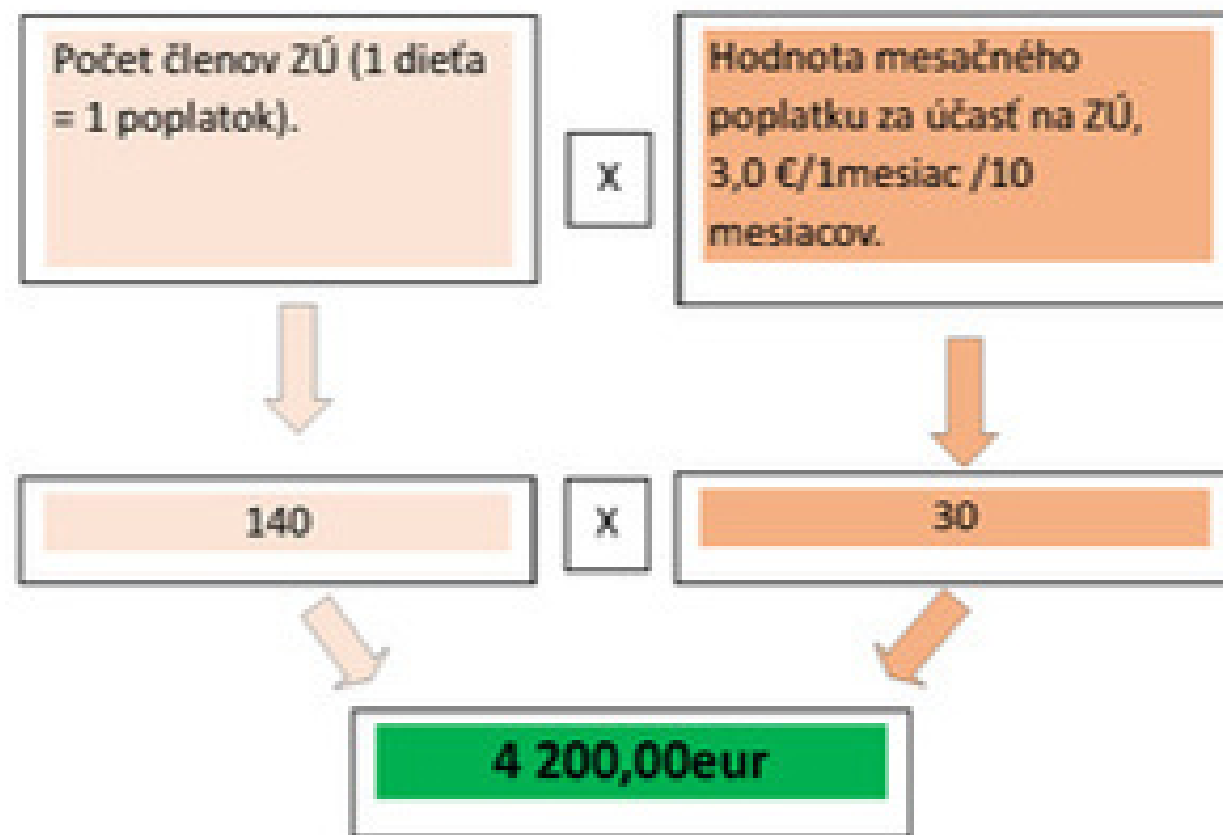 Počet členov ZÚ (1 dieťa
= 1 poplatok).
X
Hodnota mesačného
poplatku za účasť na ZÚ,
3,0 €/1mesiac /10
mesiacov.
140
X
30
4 200,00eur